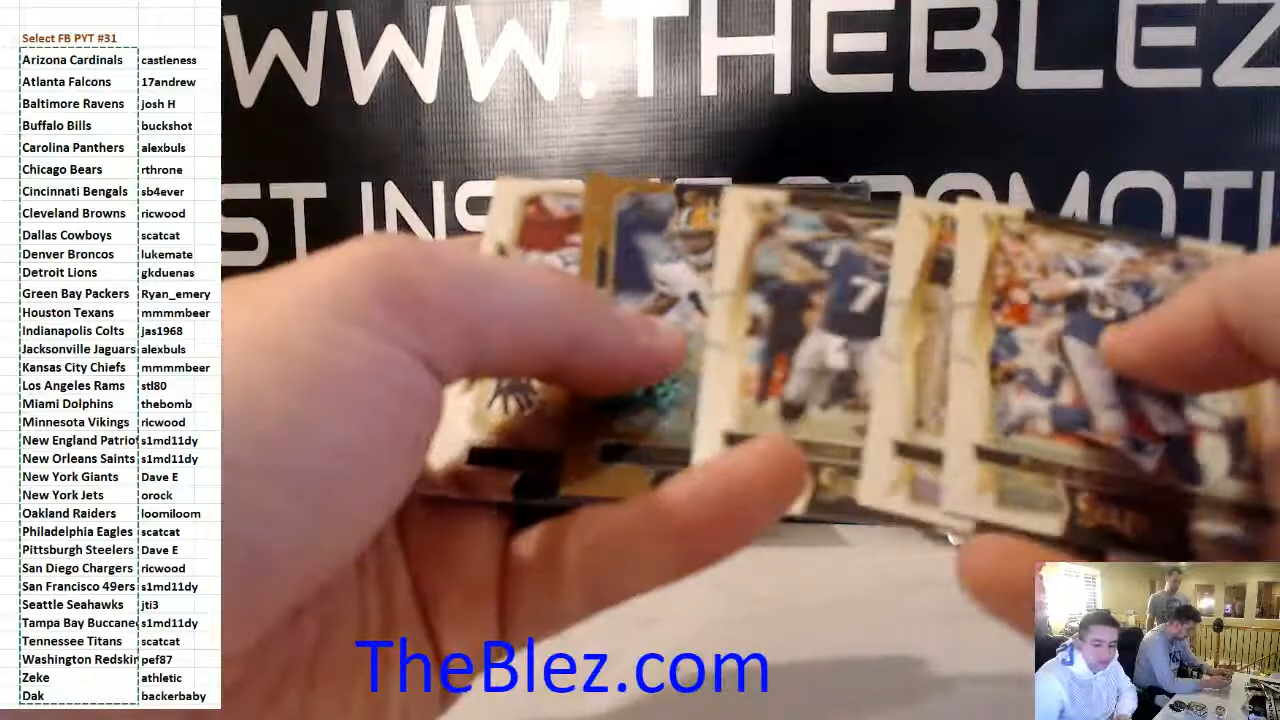 Select FB PYT #31
Arizona Cardinals castleness
Atlanta Falcons 17andrew
Baltimore Ravens josh H
Buffalo Bills buckshot
Carolina Panthers alexbuls
Chicago Bears rthrone
Cincinnati Bengals sb4ever
Cleveland Browns ricwood
Dallas Cowboys scatcat
Denver Broncos lukemate
Detroit Lions gkduenas
Green Bay Packers Ryan_emery
Houston Texans mmmmbeer
Indianapolis Colts jas1968
Jacksonville Jaguars alexbuls
Kansas City Chiefs mmmmbeer
Los Angeles Rams stl80
Miami Dolphins thebomb
Minnesota Vikings ricwood
New England Patriot s1md11dy
New Orleans Saints s1md11dy
New York Giants Dave E
New York Jets orock
Oakland Raiders loomiloom
Philadelphia Eagles scatcat
Pittsburgh Steelers Dave E
San Diego Chargers ricwood
San Francisco 49ers s1md11dy
Seattle Seahawks jti3
Tampa Bay Buccanee s1md11dy
Tennessee Titans scatcat
Washington Redskin pef87
Zeke athletic
Dak backerbaby
WWW.THEBLEZ
ST INS PROMOTI
7
TheBlez.com